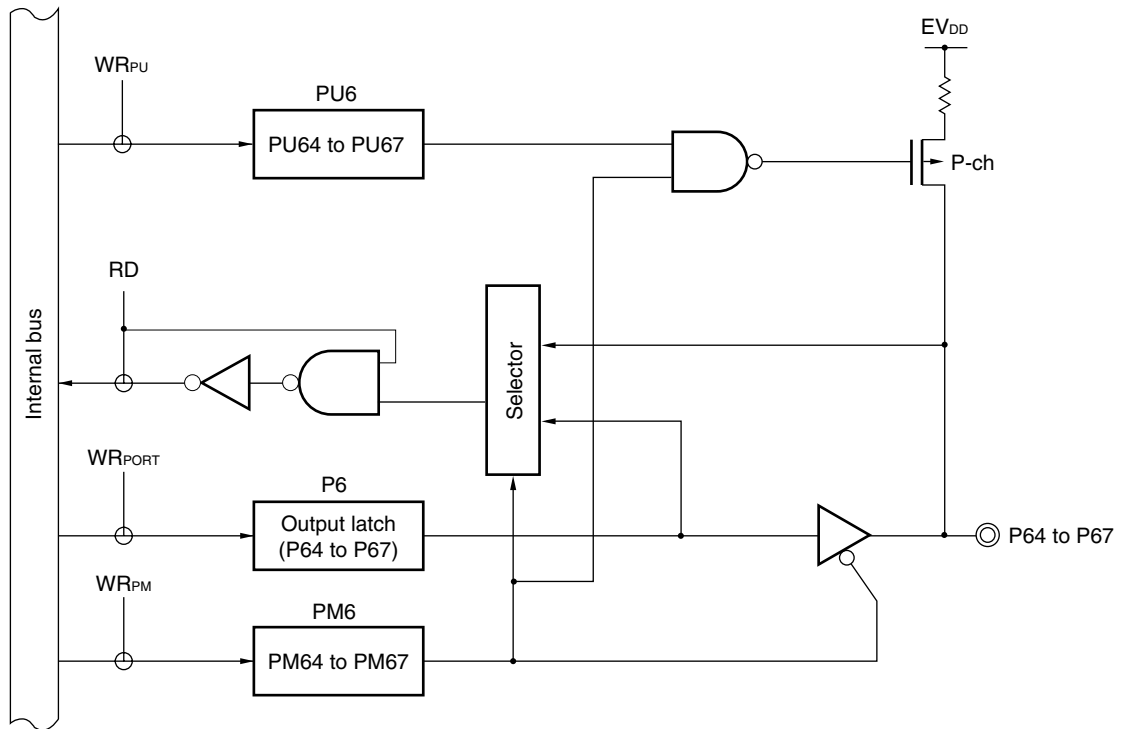 EVDD
WRPU
PU6
PU64 to PU67
P-ch
RD
Internal bus
Selector
WRPORT
P6
Output latch
(P64 to P67)
P64 to P67
WRPM
PM6
PM64 to PM67